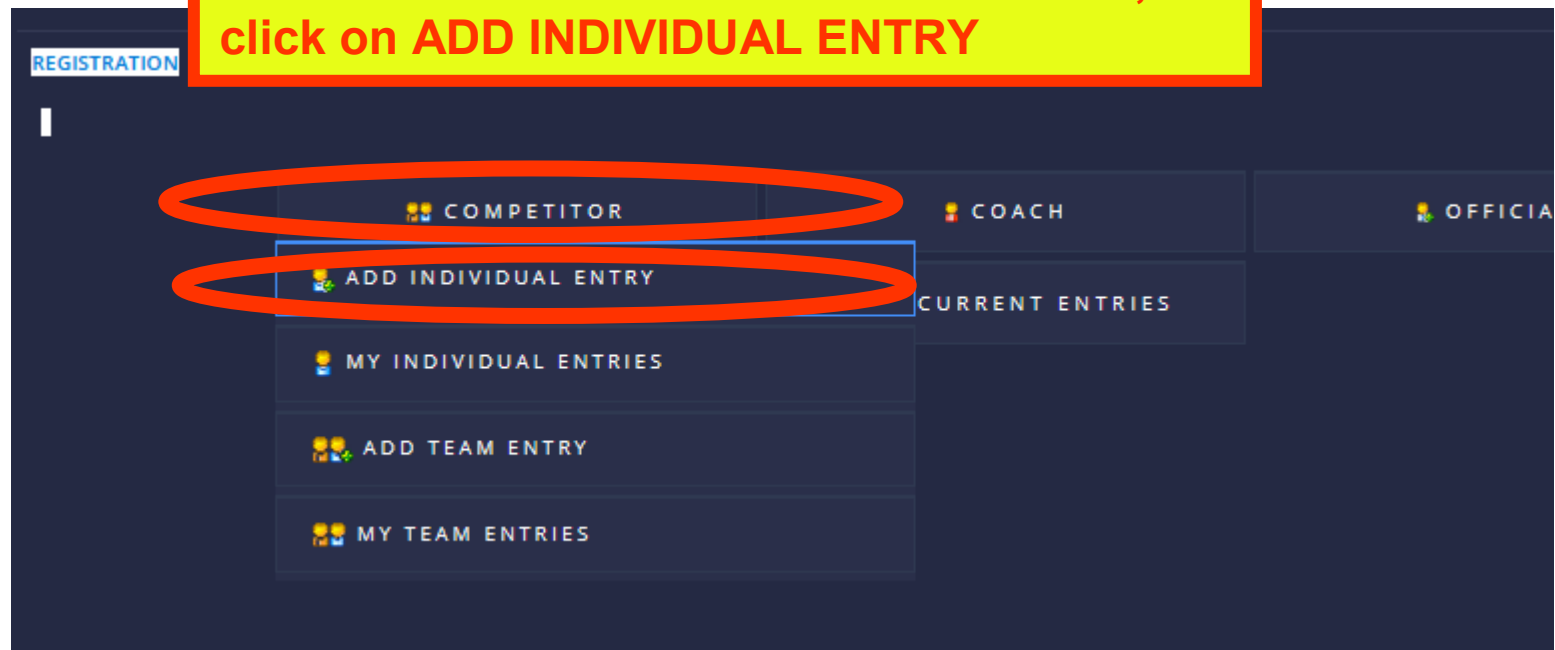 click on ADD INDIVIDUAL ENTRY
REGISTRATION
COMPETITOR
COACH
ADD INDIVIDUAL ENTRY
CURRENT ENTRIES
MY INDIVIDUAL ENTRIES
ADD TEAM ENTRY
MY TEAM ENTRIES